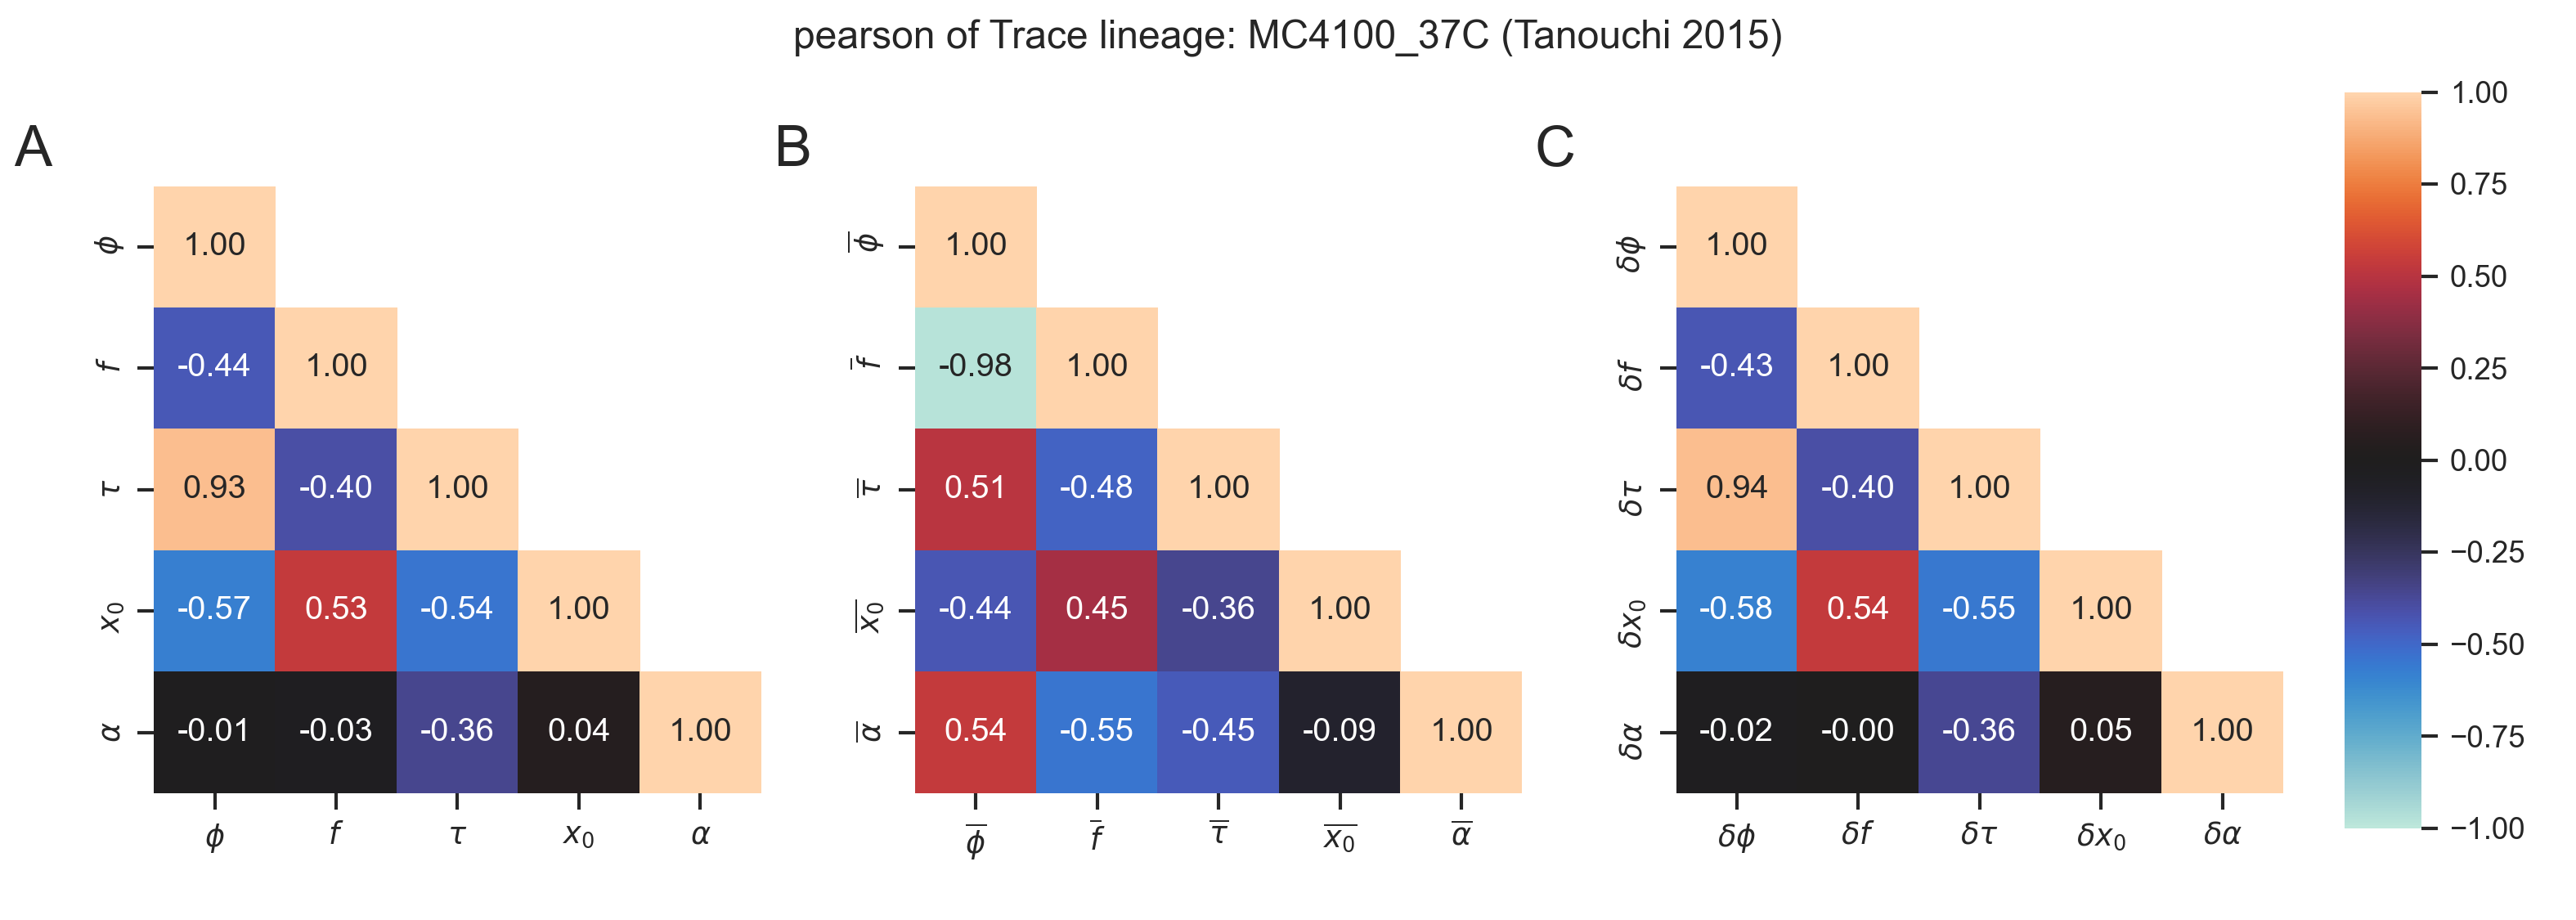 pearson of Trace lineage: MC4100_37C (Tanouchi 2015)
A
ϕ 1.00
f -0.44 1.00
τ 0.93 -0.40 1.00
x₀ -0.57 0.53 -0.54 1.00
α -0.01 -0.03 -0.36 0.04 1.00
ϕ f τ x₀ α
B
ϕ̅ 1.00
f̅ -0.98 1.00
τ̅ 0.51 -0.48 1.00
x̅₀̅ -0.44 0.45 -0.36 1.00
α̅ 0.54 -0.55 -0.45 -0.09 1.00
ϕ̅ f̅ τ̅ x̅₀̅ α̅
C
δϕ 1.00
δf -0.43 1.00
δτ 0.94 -0.40 1.00
δx₀ -0.58 0.54 -0.55 1.00
δα -0.02 -0.00 -0.36 0.05 1.00
δϕ δf δτ δx₀ δα
1.00
0.75
0.50
0.25
0.00
−0.25
−0.50
−0.75
−1.00